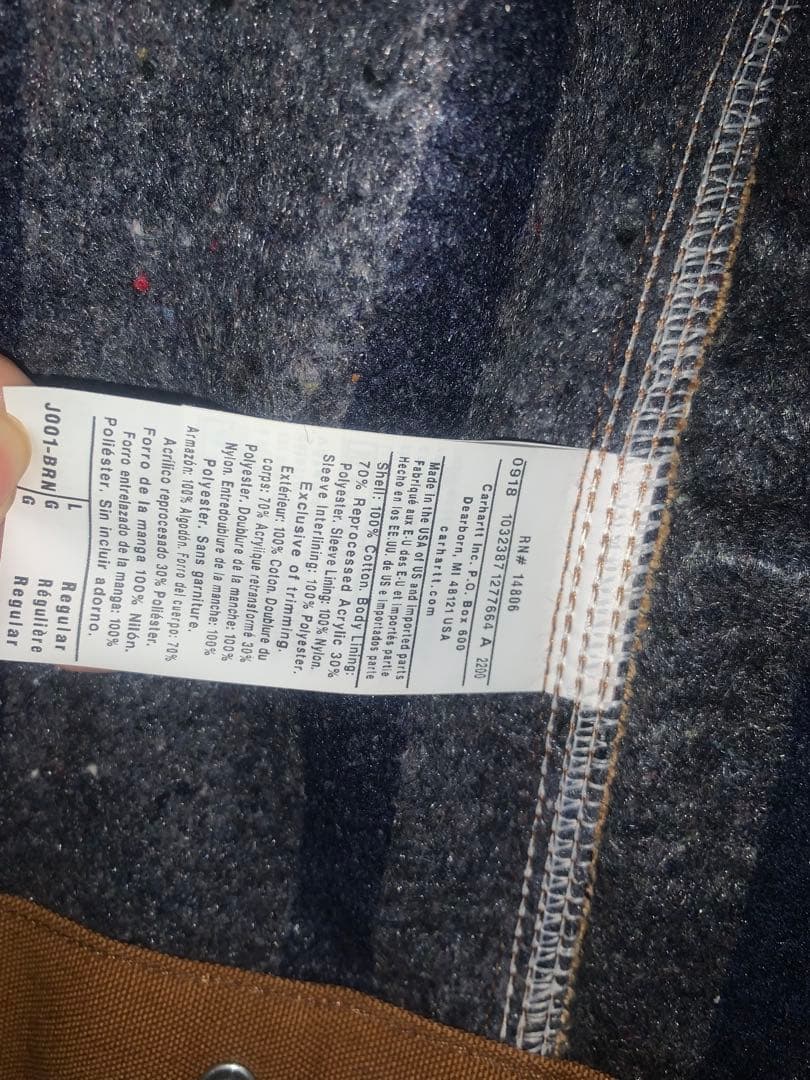 RN# 14806
0918 1032387 1277664 A 2200
Carhartt Inc. P.O. Box 600
Dearborn, MI 48121 USA
carhartt.com
Made in the USA of US and imported parts
Fabriqué aux E-U des E-U et importés partie
Hecho en los EE.UU. de US e importados parte
Shell: 100% Cotton. Body Lining:
70% Reprocessed Acrylic 30%
Polyester. Sleeve Lining: 100% Nylon.
Sleeve Interlining: 100% Polyester.
Exclusive of trimming.
Extérieur: 100% Coton. Doublure du
corps: 70% Acrylique retransformé 30%
Polyester. Doublure de la manche: 100%
Nylon. Entredoublure de la manche: 100%
Polyester. Sans garniture.
Armazón: 100% Algodón. Forro del cuerpo: 70%
Acrílico reprocesado 30% Poliéster.
Forro de la manga 100% Nilón.
Forro entrelazado de la manga: 100%
Poliéster. Sin incluir adorno.
L Regular
J001-BRN G Régulière
G Regular